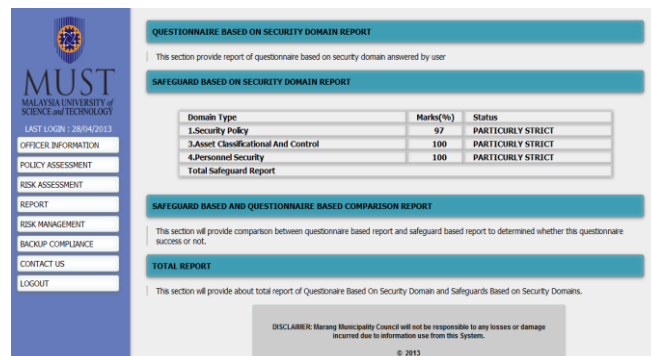 MUST
MALAYSIA UNIVERSITY of
SCIENCE and TECHNOLOGY
LAST LOGIN : 28/04/2013
OFFICER INFORMATION
POLICY ASSESSMENT
RISK ASSESSMENT
REPORT
RISK MANAGEMENT
BACKUP COMPLIANCE
CONTACT US
LOGOUT
QUESTIONNAIRE BASED ON SECURITY DOMAIN REPORT
This section provide report of questionnaire based on security domain answered by user
SAFEGUARD BASED ON SECURITY DOMAIN REPORT
Domain Type Marks(%) Status
1.Security Policy 97 PARTICURLY STRICT
3.Asset Classificational And Control 100 PARTICURLY STRICT
4.Personnel Security 100 PARTICURLY STRICT
Total Safeguard Report
SAFEGUARD BASED AND QUESTIONNAIRE BASED COMPARISON REPORT
This section will provide comparison between questionnaire based report and safeguard based report to determined whether this questionnaire
success or not.
TOTAL REPORT
This section will provide about total report of Questionaire Based On Security Domain and Safeguards Based on Security Domains.
DISCLAIMER: Marang Municipality Council will not be responsible to any losses or damage
incurred due to information use from this System.
© 2013